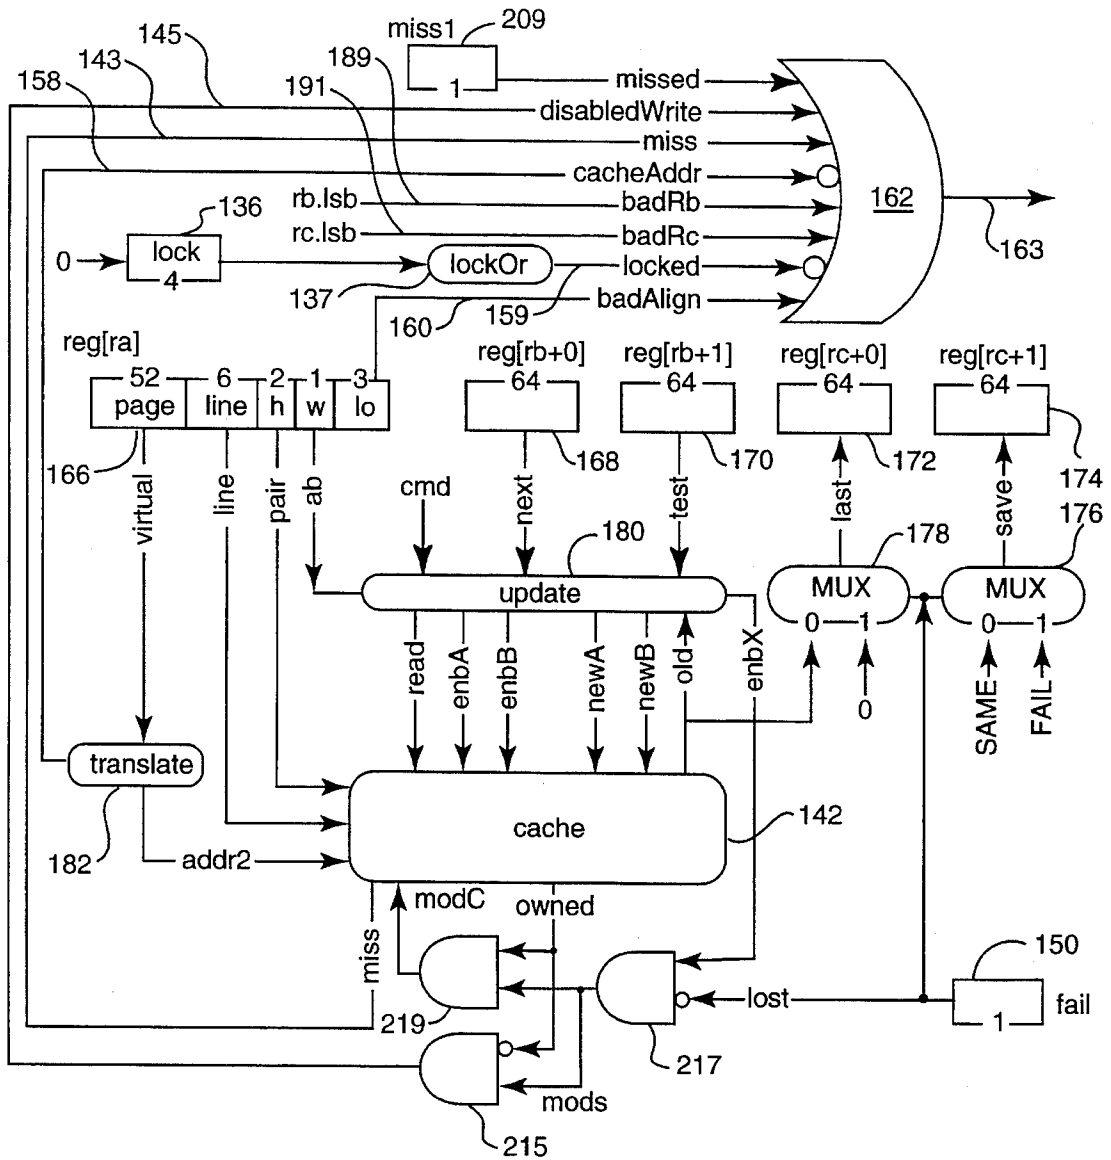 miss1
209
1
missed
145
143
158
189
191
disabledWrite
miss
cacheAddr
rb.lsb
badRb
rc.lsb
badRc
162
163
136
0
lock
4
lockOr
137
locked
159
badAlign
160
reg[ra]
52
page
6
line
2
h
1
w
3
lo
166
reg[rb+0]
64
168
reg[rb+1]
64
170
reg[rc+0]
64
172
reg[rc+1]
64
174
176
virtual
line
pair
ab
cmd
next
test
last
save
180
178
update
MUX
0
1
MUX
0
1
read
enbA
enbB
newA
newB
old
enbX
0
SAME
FAIL
translate
182
addr2
cache
142
modC
owned
miss
219
217
lost
150
1
fail
mods
215